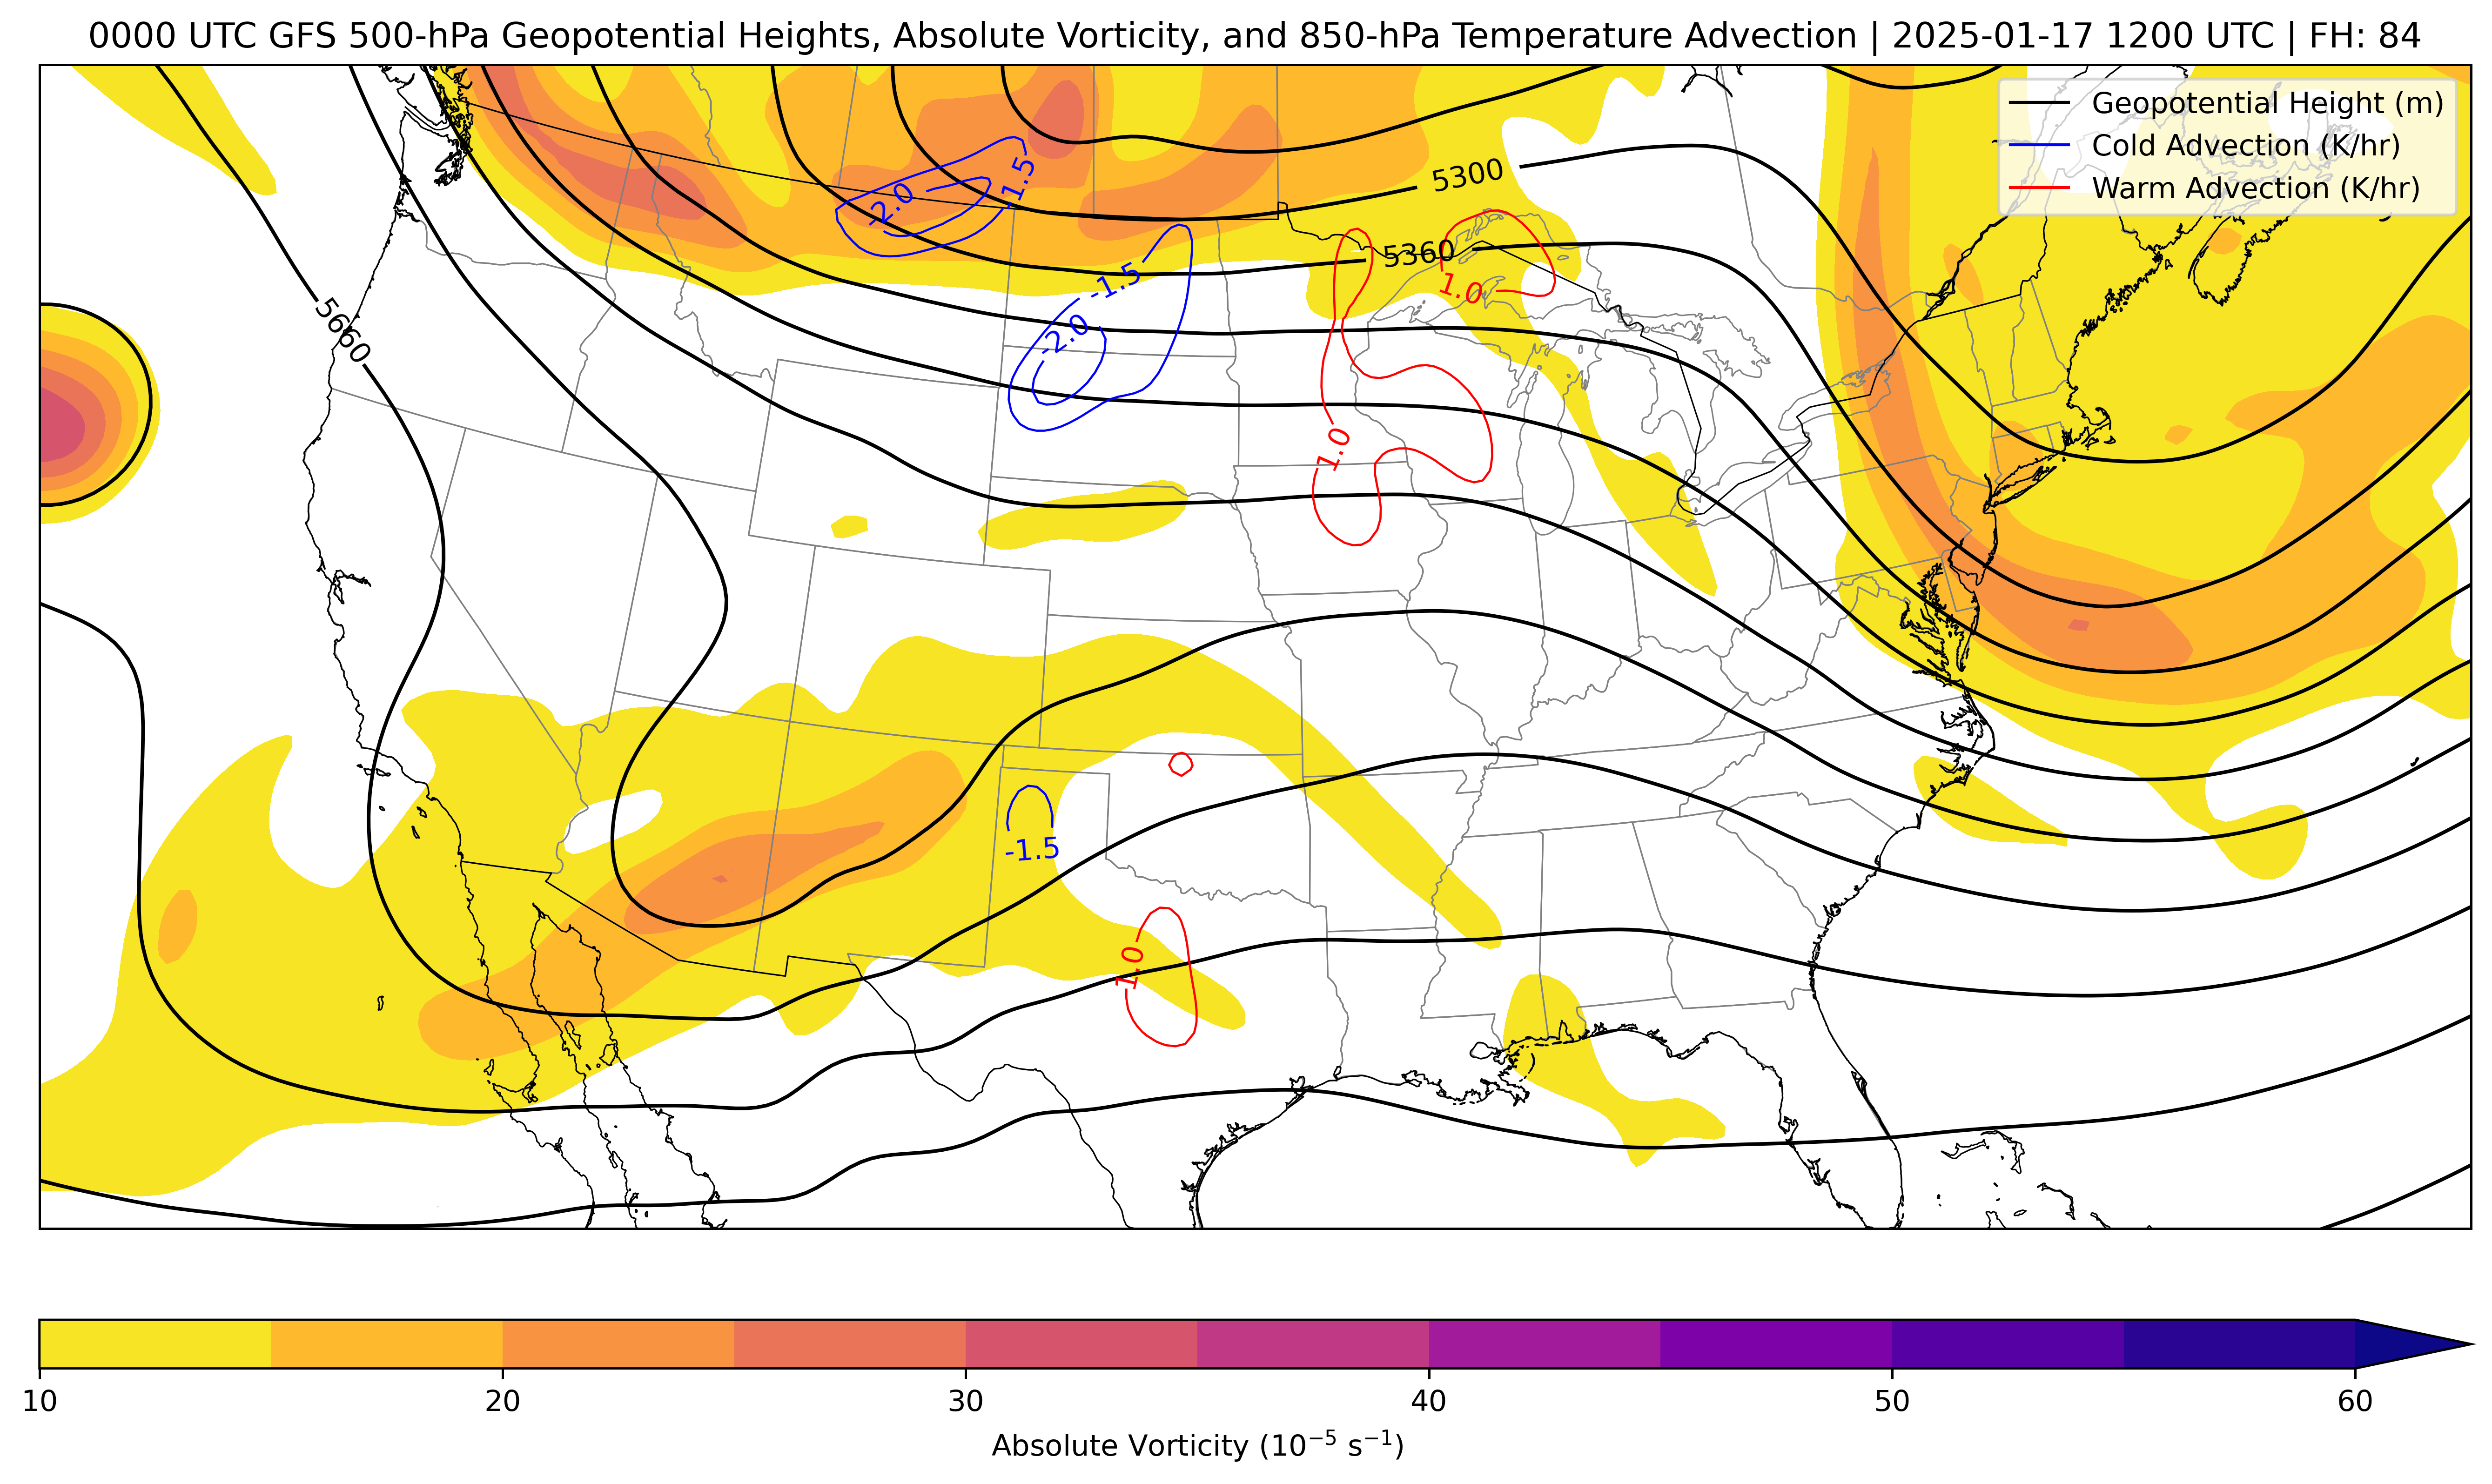 0000 UTC GFS 500-hPa Geopotential Heights, Absolute Vorticity, and 850-hPa Temperature Advection | 2025-01-17 1200 UTC | FH: 84
Geopotential Height (m)
Cold Advection (K/hr)
Warm Advection (K/hr)
5300
-1.5
-2.0
5360
-1.5
1.0
5660
-2.0
1.0
-1.5
1.0
10 20 30 40 50 60
Absolute Vorticity (10⁻⁵ s⁻¹)